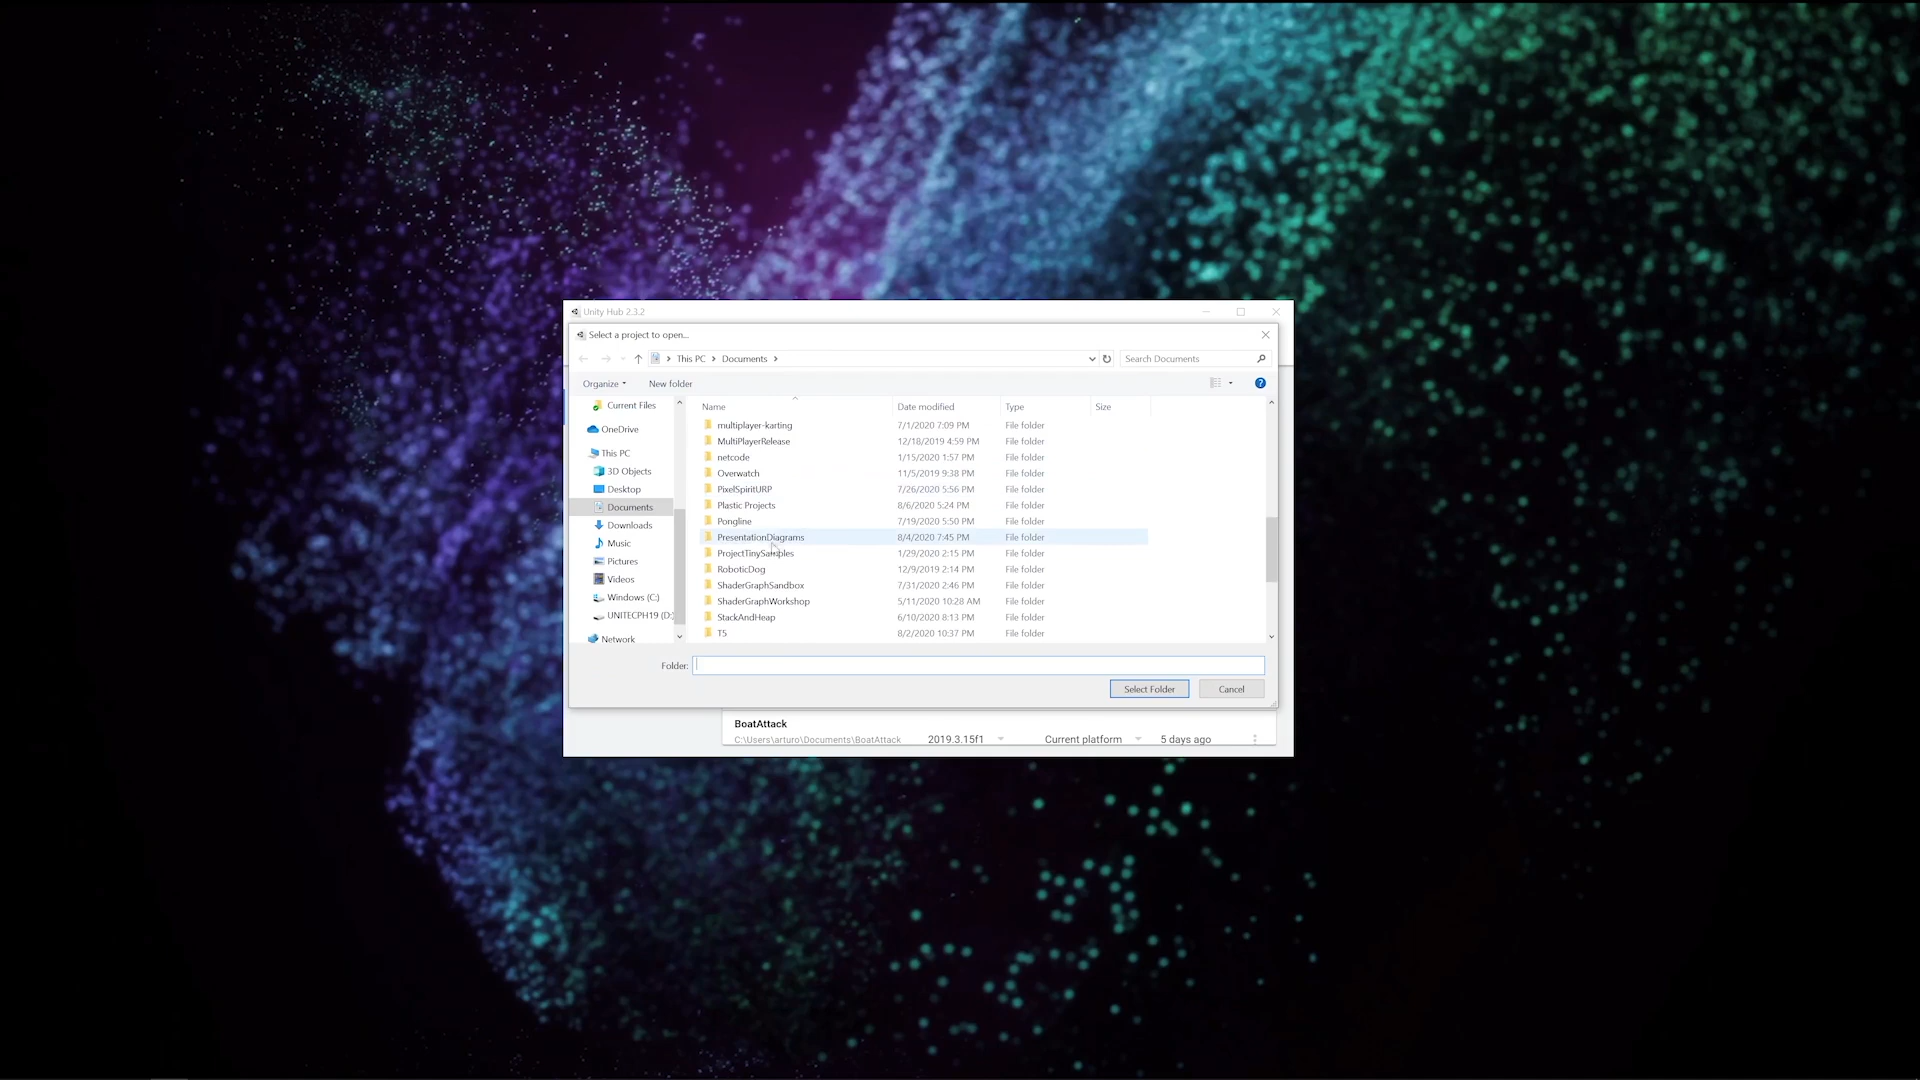 Unity Hub 2.3.2
Select a project to open...
This PC > Documents >
Search Documents
Organize
New folder
Name Date modified Type Size
Current Files
OneDrive
This PC
3D Objects
Desktop
Documents
Downloads
Music
Pictures
Videos
Windows (C:)
UNITECPH19 (D:
Network
multiplayer-karting 7/1/2020 7:09 PM File folder
MultiPlayerRelease 12/18/2019 4:59 PM File folder
netcode 1/15/2020 1:57 PM File folder
Overwatch 11/5/2019 9:38 PM File folder
PixelSpiritURP 7/26/2020 5:56 PM File folder
Plastic Projects 8/6/2020 5:24 PM File folder
Pongline 7/19/2020 5:50 PM File folder
PresentationDiagrams 8/4/2020 7:45 PM File folder
ProjectTinySamples 1/29/2020 2:15 PM File folder
RoboticDog 12/9/2019 2:14 PM File folder
ShaderGraphSandbox 7/31/2020 2:46 PM File folder
ShaderGraphWorkshop 5/11/2020 10:28 AM File folder
StackAndHeap 6/10/2020 8:13 PM File folder
T5 8/2/2020 10:37 PM File folder
Folder:
Select Folder
Cancel
BoatAttack
C:\Users\arturo\Documents\BoatAttack 2019.3.15f1 Current platform 5 days ago